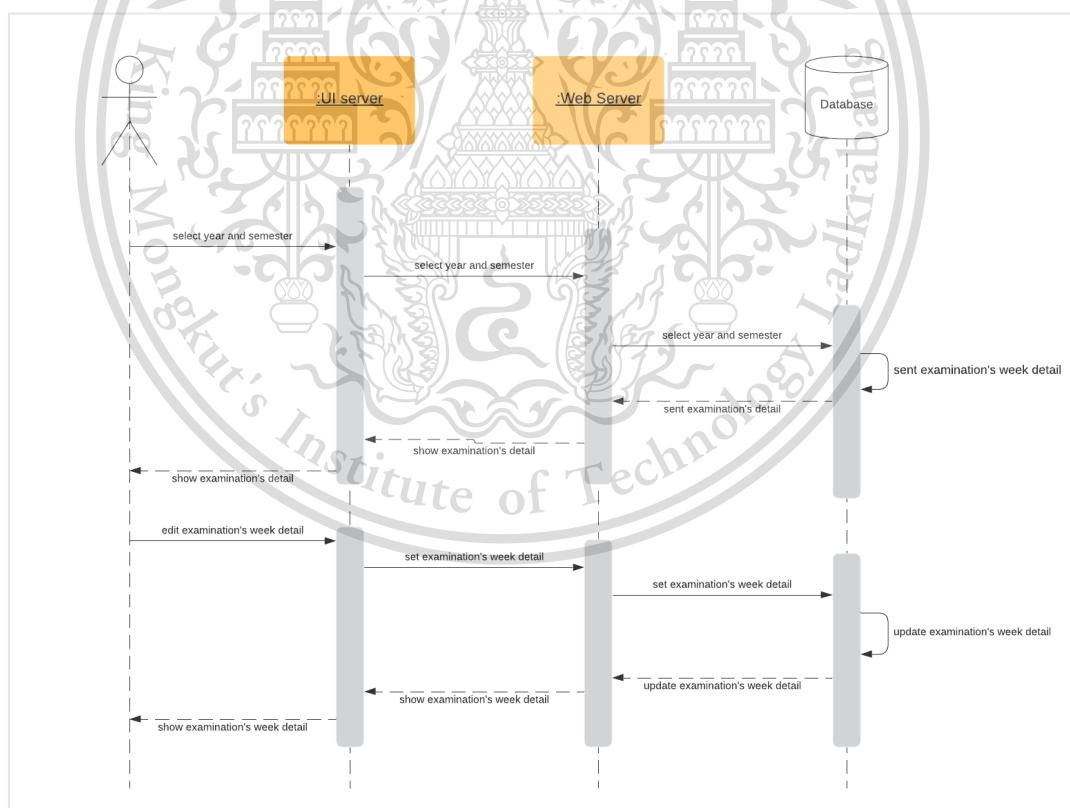 :UI server
:Web Server
Database
select year and semester
select year and semester
select year and semester
sent examination's week detail
sent examination's detail
show examination's detail
show examination's detail
edit examination's week detail
set examination's week detail
set examination's week detail
update examination's week detail
update examination's week detail
show examination's week detail
show examination's week detail
King Mongkut's Institute of Technology Ladkrabang